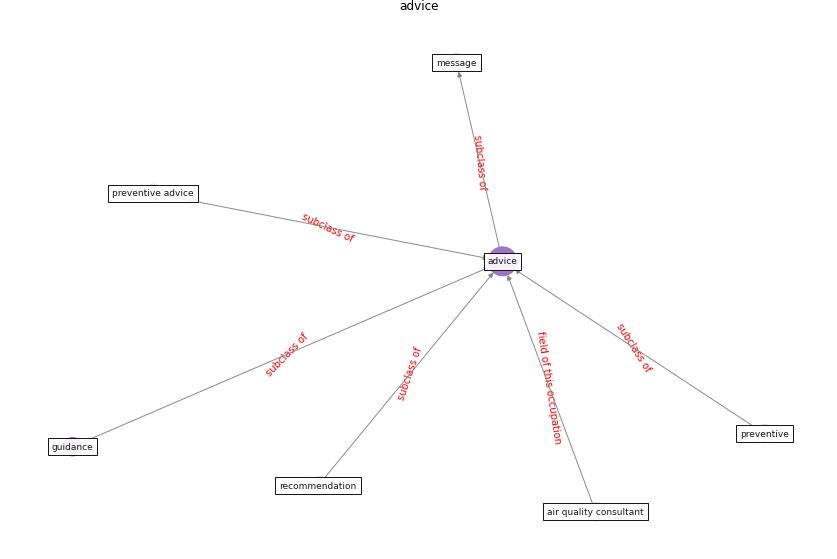 advice
message
subclass of
preventive advice
subclass of
advice
subclass of
subclass of
field of this occupation
subclass of
guidance
recommendation
air quality consultant
preventive